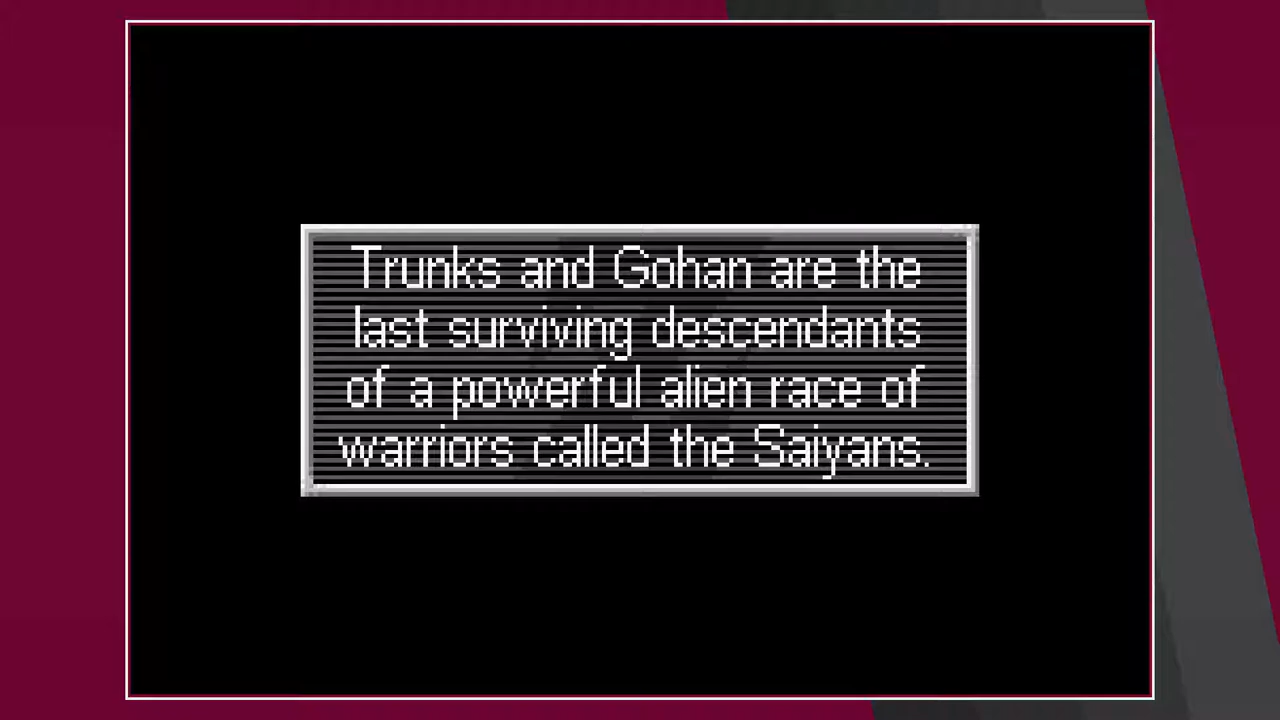 Trunks and Gohan are the
last surviving descendants
of a powerful alien race of
warriors called the Saiyans.